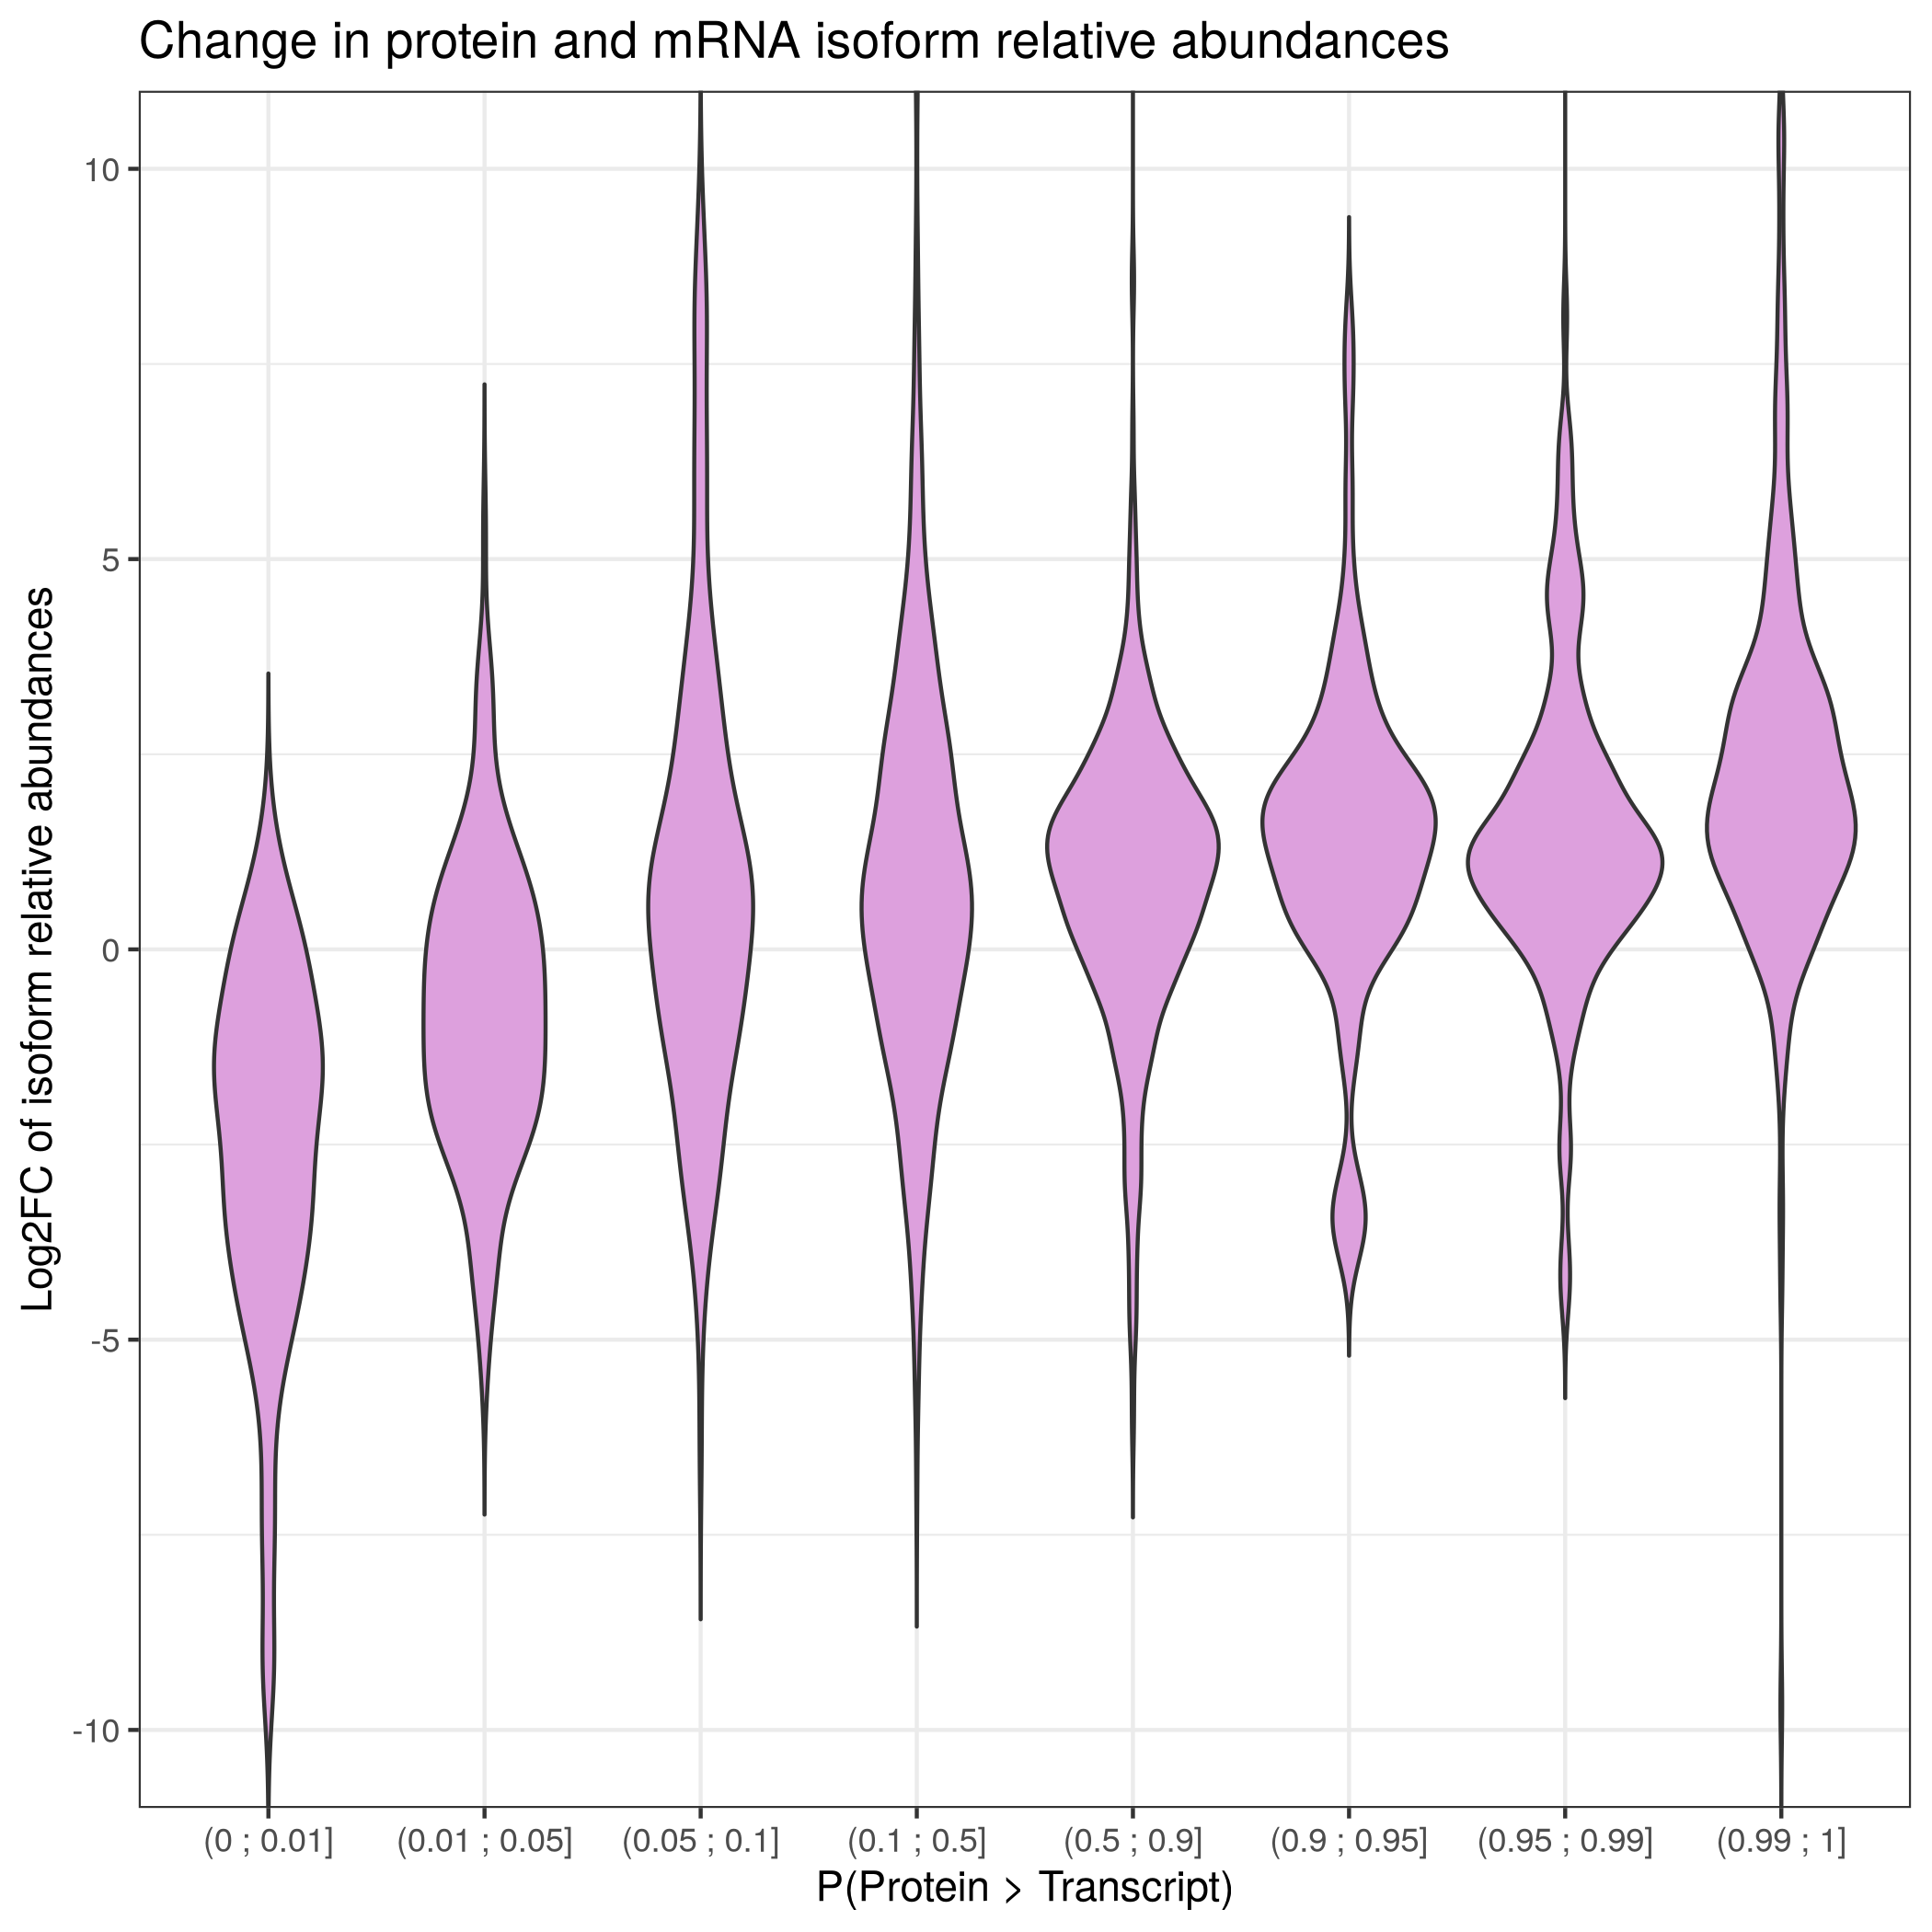 Change in protein and mRNA isoform relative abundances
Log2FC of isoform relative abundances
10
5
0
-5
-10
(0 ; 0.01]
(0.01 ; 0.05]
(0.05 ; 0.1]
(0.1 ; 0.5]
(0.5 ; 0.9]
(0.9 ; 0.95]
(0.95 ; 0.99]
(0.99 ; 1]
P(Protein > Transcript)